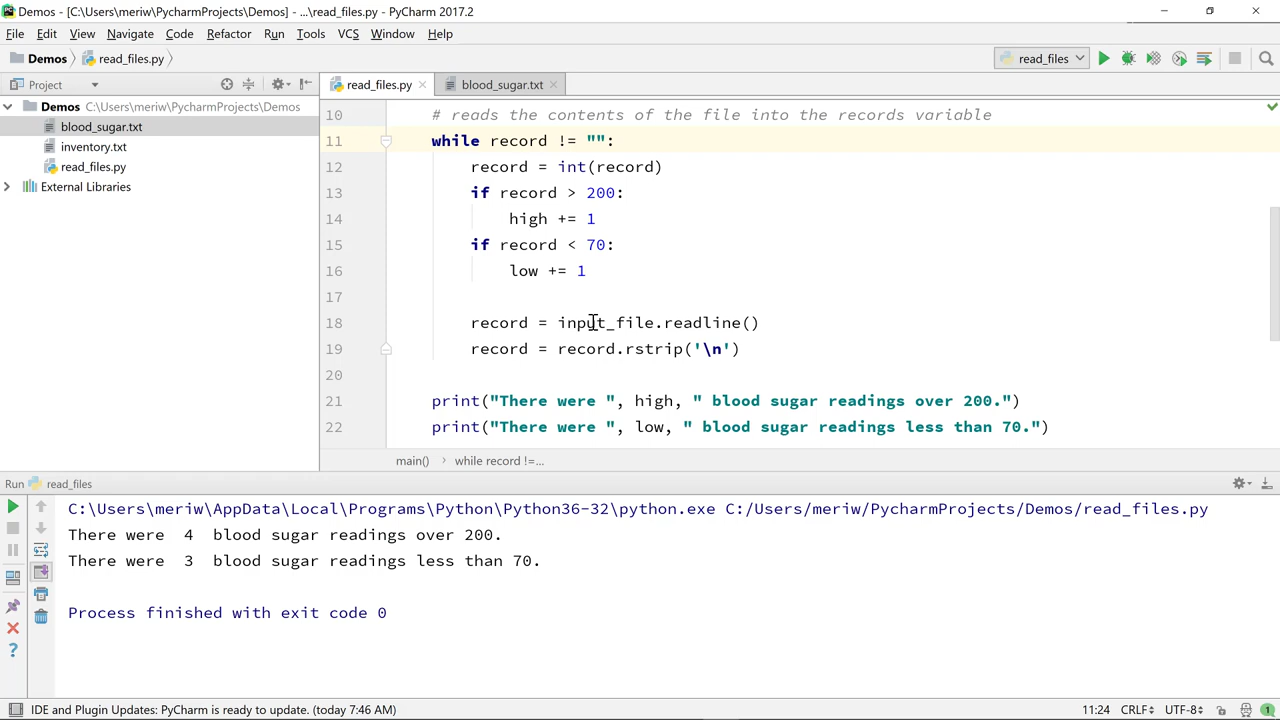 Demos - [C:\Users\meriw\PycharmProjects\Demos] - ...\read_files.py - PyCharm 2017.2
File Edit View Navigate Code Refactor Run Tools VCS Window Help
Demos read_files.py read_files
Project read_files.py blood_sugar.txt
Demos C:\Users\meriw\PycharmProjects\Demos
blood_sugar.txt
inventory.txt
read_files.py
External Libraries
10 # reads the contents of the file into the records variable
11 while record != "":
12 record = int(record)
13 if record > 200:
14 high += 1
15 if record < 70:
16 low += 1
17
18 record = input_file.readline()
19 record = record.rstrip('\n')
20
21 print("There were ", high, " blood sugar readings over 200.")
22 print("There were ", low, " blood sugar readings less than 70.")
main() while record !=...
Run read_files
C:\Users\meriw\AppData\Local\Programs\Python\Python36-32\python.exe C:/Users/meriw/PycharmProjects/Demos/read_files.py
There were  4  blood sugar readings over 200.
There were  3  blood sugar readings less than 70.
Process finished with exit code 0
IDE and Plugin Updates: PyCharm is ready to update. (today 7:46 AM) 11:24 CRLF UTF-8 1